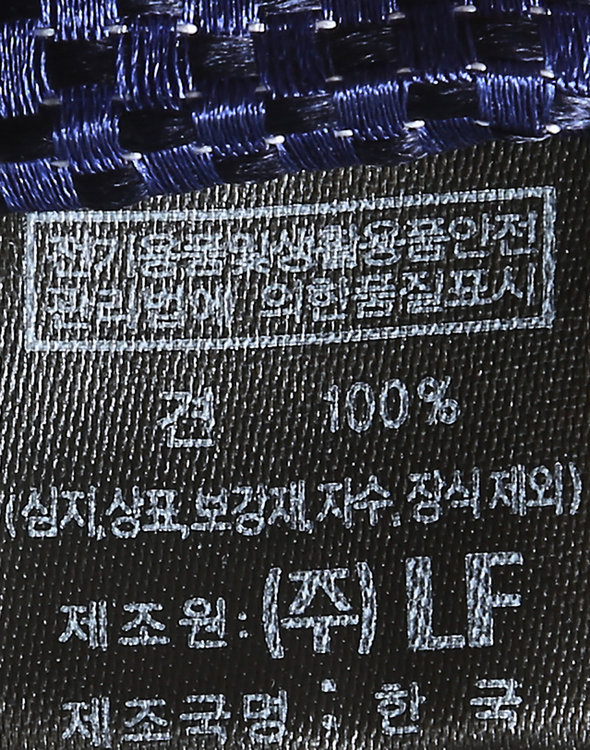 전기용품및생활용품안전
관리법에 의한품질표시
견 100%
(심지,상표,보강재,자수, 장식 제외)
제조원: (주) LF
제조국명 : 한 국